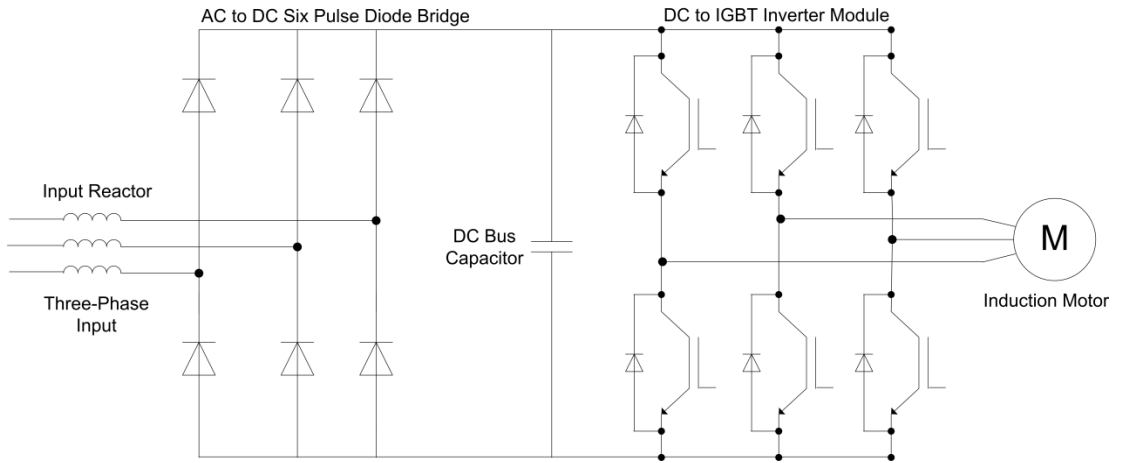 AC to DC Six Pulse Diode Bridge
DC to IGBT Inverter Module
Input Reactor
Three-Phase
Input
DC Bus
Capacitor
M
Induction Motor